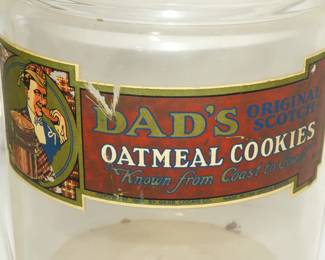 DAD'S
ORIGINAL
SCOTCH
OATMEAL COOKIES
"Known from Coast to Coast"